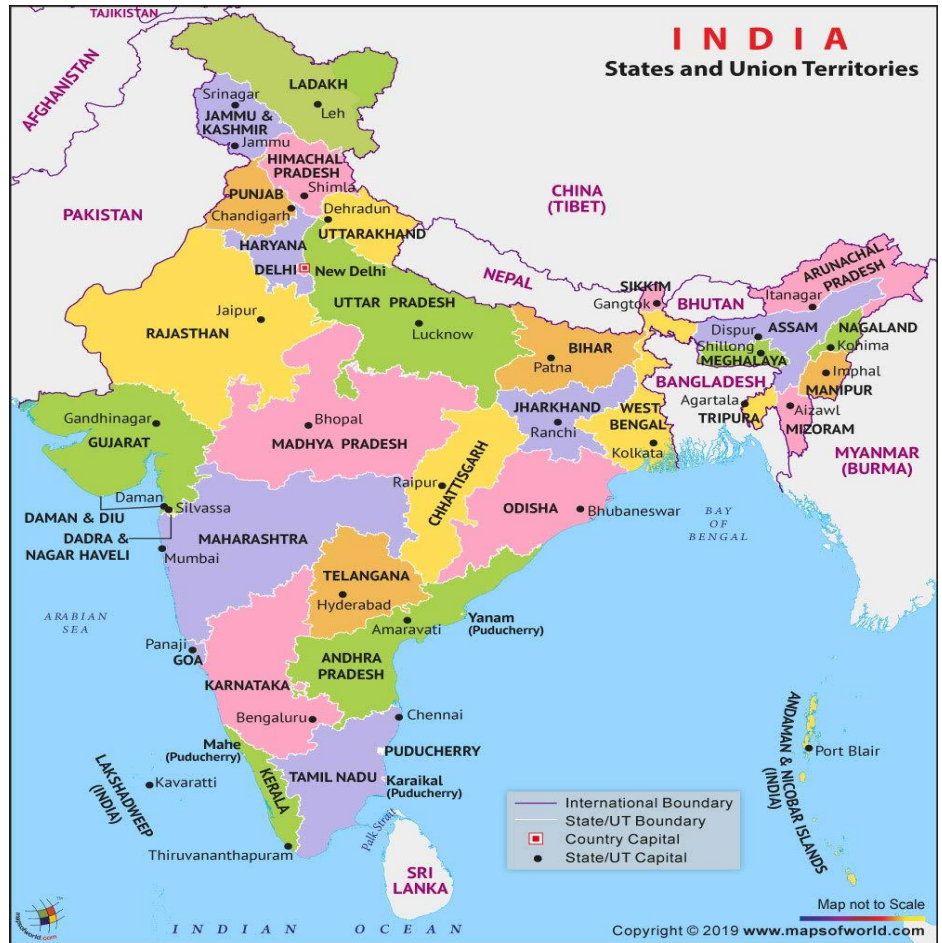 INDIA
States and Union Territories
TAJIKISTAN
AFGHANISTAN
PAKISTAN
CHINA
(TIBET)
NEPAL
BHUTAN
BANGLADESH
MYANMAR
(BURMA)
SRI
LANKA
LADAKH
Leh
Srinagar
JAMMU &
KASHMIR
Jammu
HIMACHAL
PRADESH
Shimla
PUNJAB
Chandigarh
Dehradun
UTTARAKHAND
HARYANA
DELHI
New Delhi
UTTAR PRADESH
Lucknow
Jaipur
RAJASTHAN
SIKKIM
Gangtok
ARUNACHAL
PRADESH
Itanagar
Dispur
ASSAM
NAGALAND
Kohima
Shillong
MEGHALAYA
Imphal
MANIPUR
Agartala
TRIPURA
Aizawl
MIZORAM
BIHAR
Patna
JHARKHAND
Ranchi
WEST
BENGAL
Kolkata
Gandhinagar
GUJARAT
Bhopal
MADHYA PRADESH
Raipur
CHHATTISGARH
ODISHA
Bhubaneswar
Daman
Silvassa
DAMAN & DIU
DADRA &
NAGAR HAVELI
MAHARASHTRA
Mumbai
TELANGANA
Hyderabad
Amaravati
Yanam
(Puducherry)
ANDHRA
PRADESH
Panaji
GOA
KARNATAKA
Bengaluru
Chennai
Mahe
(Puducherry)
PUDUCHERRY
KERALA
TAMIL NADU
Karaikal
(Puducherry)
Thiruvananthapuram
LAKSHADWEEP
(INDIA)
Kavaratti
ANDAMAN & NICOBAR ISLANDS
(INDIA)
Port Blair
ARABIAN
SEA
BAY
OF
BENGAL
Palk Strait
INDIAN OCEAN
International Boundary
State/UT Boundary
Country Capital
State/UT Capital
Map not to Scale
Copyright © 2019 www.mapsofworld.com
mapsofworld.com